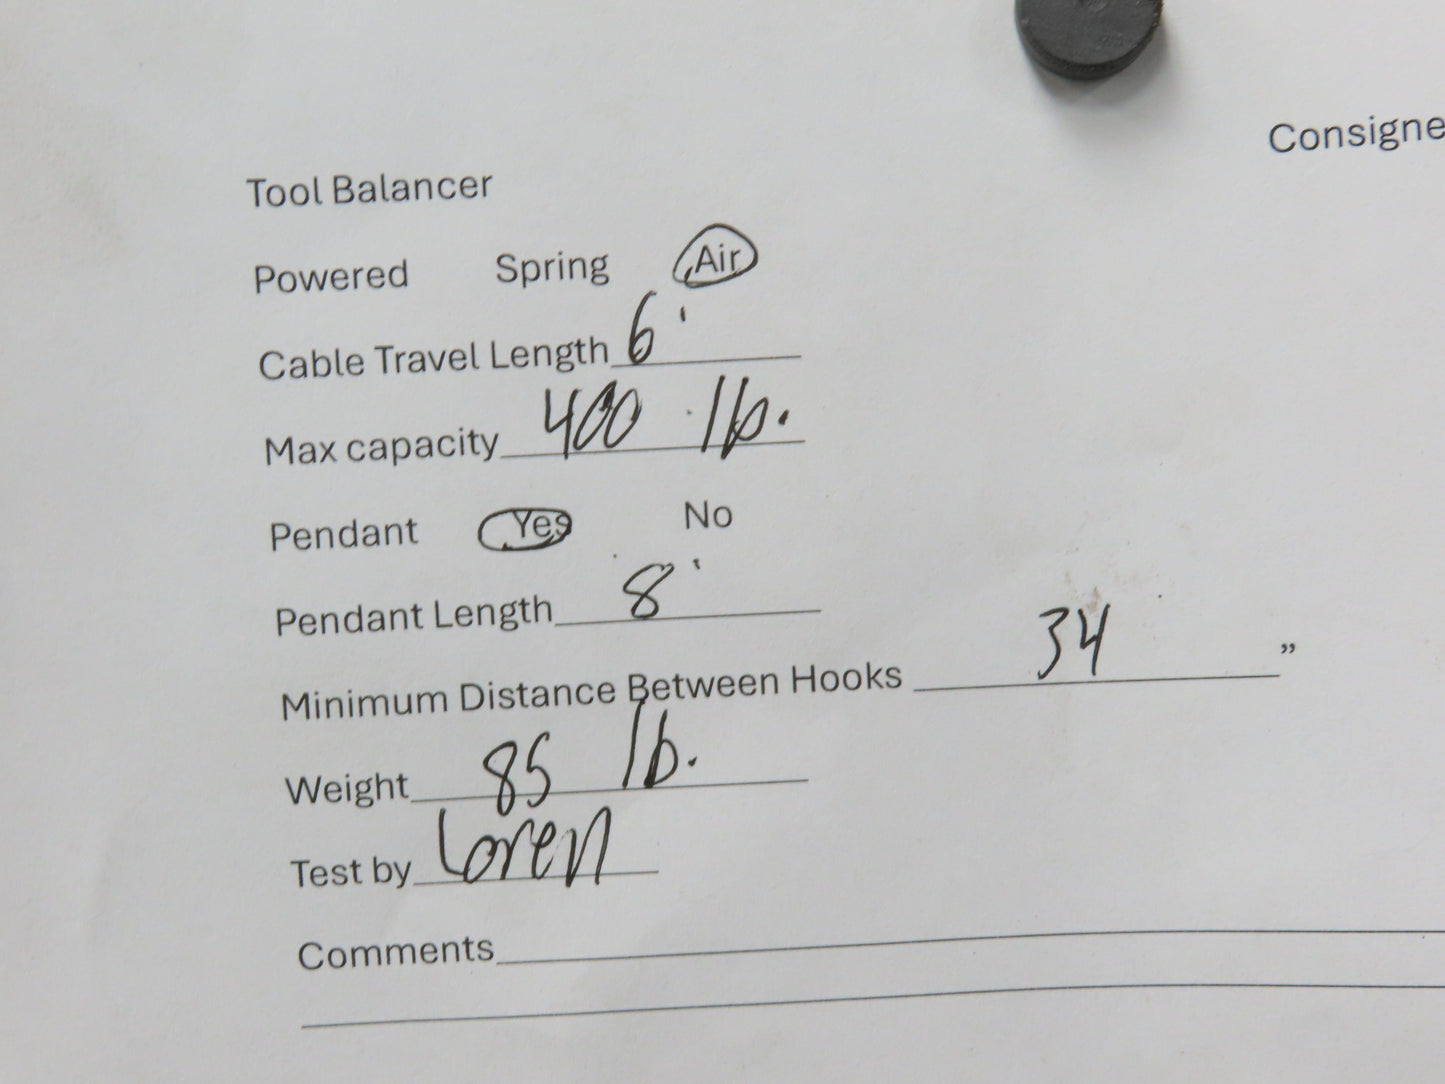 Consigne
Tool Balancer
Powered Spring Air
Cable Travel Length 6'
Max capacity 400 lb.
Pendant Yes No
Pendant Length 8'
Minimum Distance Between Hooks 34 ”
Weight 85 lb.
Test by Loren
Comments